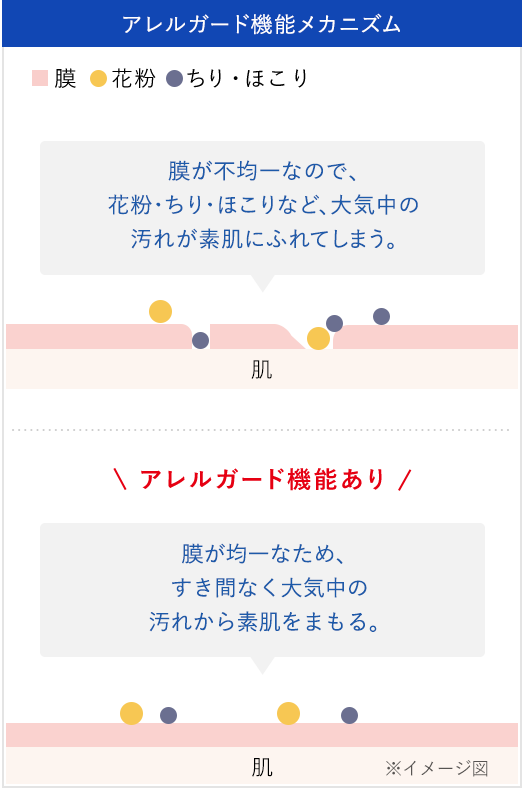 アレルガード機能メカニズム
膜 花粉 ちり・ほこり
膜が不均一なので、
花粉・ちり・ほこりなど、大気中の
汚れが素肌にふれてしまう。
肌
\ アレルガード機能あり /
膜が均一なため、
すき間なく大気中の
汚れから素肌をまもる。
肌
※イメージ図